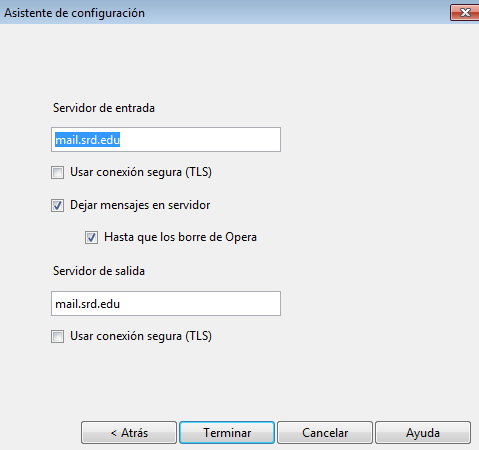 Asistente de configuración
Servidor de entrada
mail.srd.edu
Usar conexión segura (TLS)
Dejar mensajes en servidor
Hasta que los borre de Opera
Servidor de salida
mail.srd.edu
Usar conexión segura (TLS)
< Atrás Terminar Cancelar Ayuda